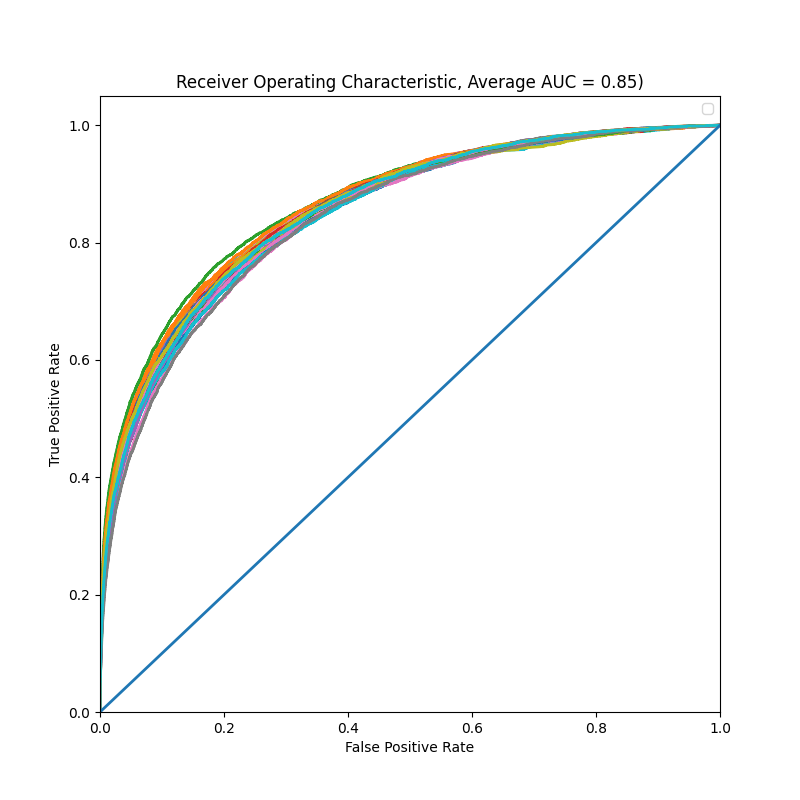 Receiver Operating Characteristic, Average AUC = 0.85)
1.0
0.8
0.6
0.4
0.2
0.0
True Positive Rate
0.0 0.2 0.4 0.6 0.8 1.0
False Positive Rate